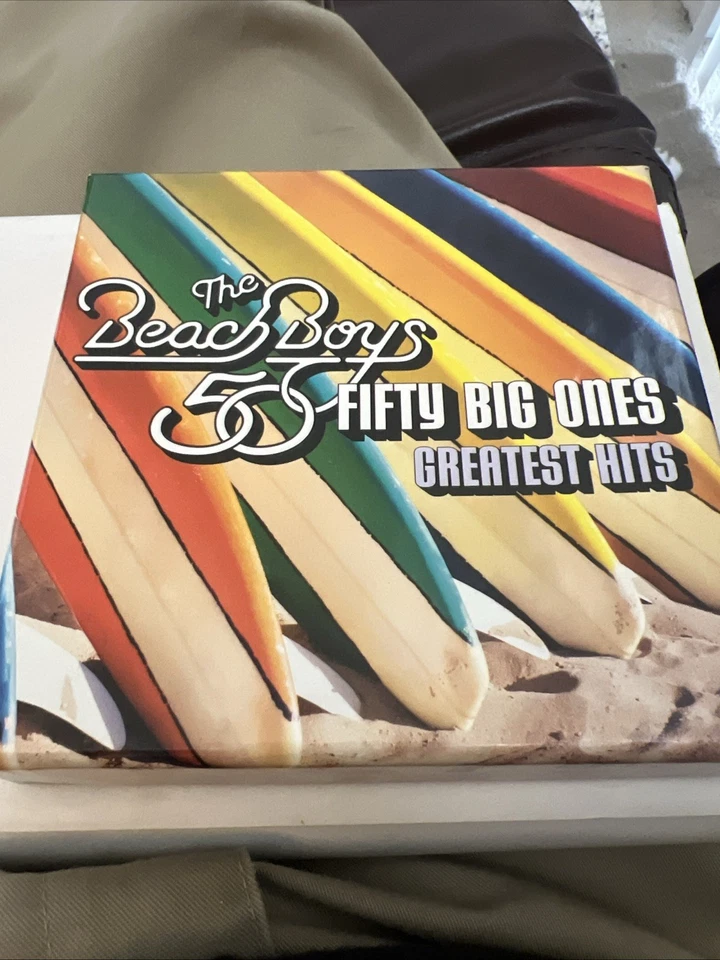 The
Beach Boys
50 FIFTY BIG ONES
GREATEST HITS